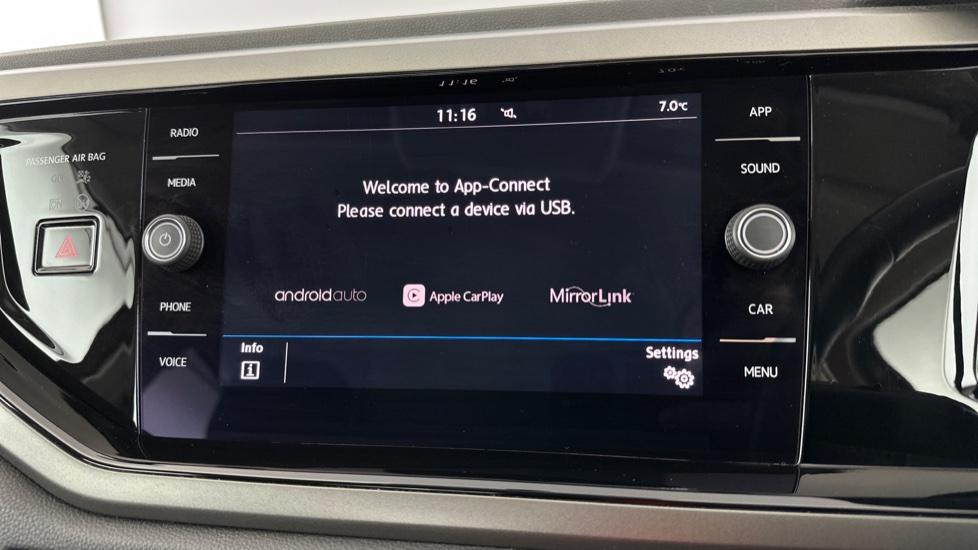 11:16
7.0°C
RADIO
MEDIA
PHONE
VOICE
PASSENGER AIR BAG
Welcome to App-Connect
Please connect a device via USB.
androidauto
Apple CarPlay
MirrorLink
Info
Settings
APP
SOUND
CAR
MENU